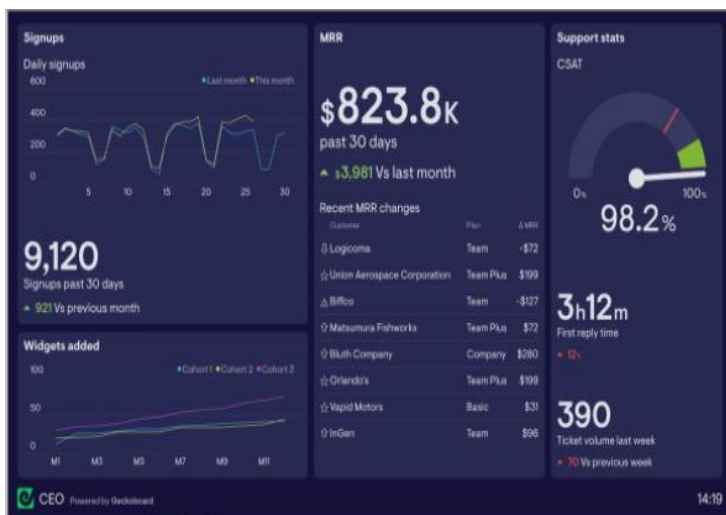 Signups
Daily signups
Last month This month
600
400
200
0
5 10 15 20 25 30
9,120
Signups past 30 days
921 Vs previous month
Widgets added
Cohort 1 Cohort 2 Cohort 3
100
50
0
M1 M3 M5 M7 M9 M11
MRR
$823.8K
past 30 days
$3,981 Vs last month
Recent MRR changes
Customer Plan Δ MRR
Logicoma Team -$72
Union Aerospace Corporation Team Plus $199
Biffco Team -$127
Matsumura Fishworks Team Plus $72
Bluth Company Company $280
Orlando's Team Plus $199
Vapid Motors Basic $31
InGen Team $96
Support stats
CSAT
0% 100%
98.2%
3h12m
First reply time
12%
390
Ticket volume last week
70 Vs previous week
CEO Powered by Geckoboard
14:19